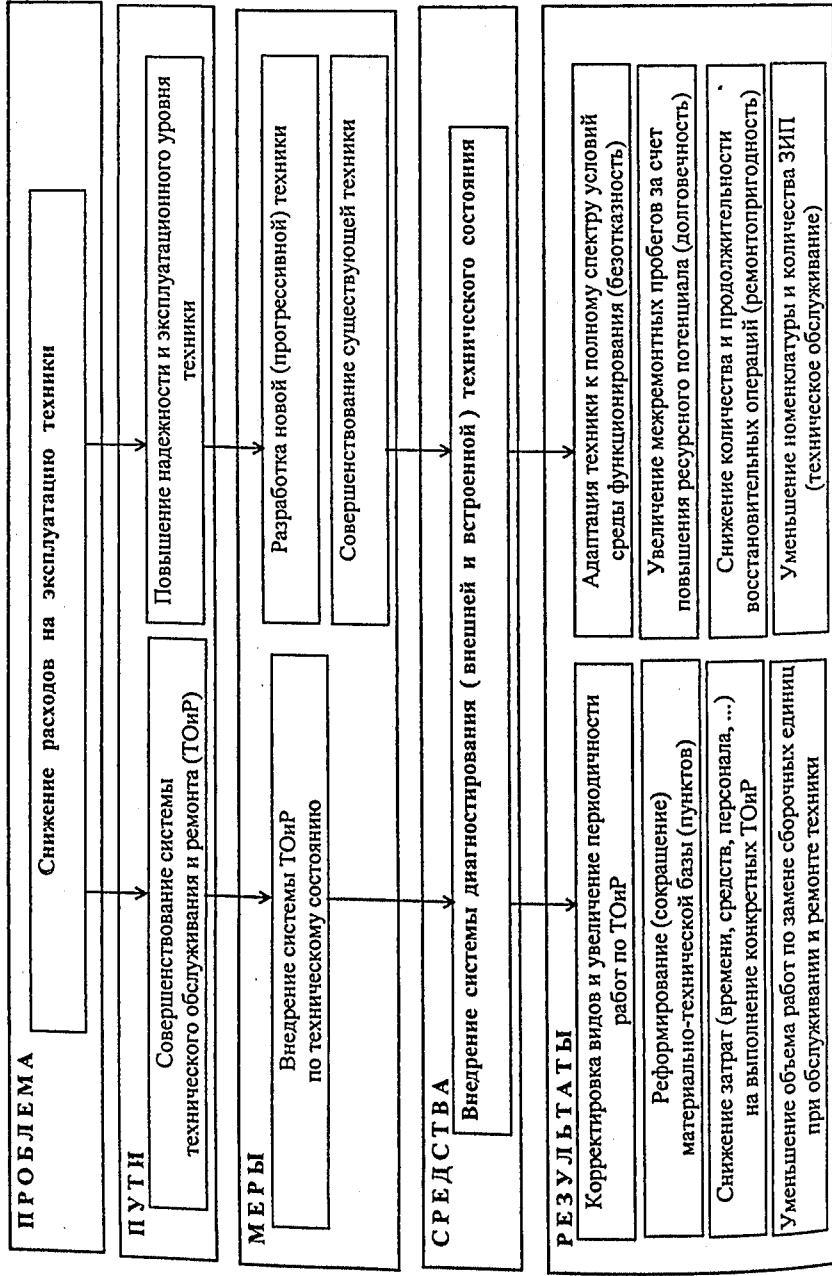 ПРОБЛЕМА
Снижение расходов на эксплуатацию техники
ПУТИ
Совершенствование системы
технического обслуживания и ремонта (ТОиР)
Повышение надежности и эксплуатационного уровня
техники
МЕРЫ
Внедрение системы ТОиР
по техническому состоянию
Разработка новой (прогрессивной) техники
Совершенствование существующей техники
СРЕДСТВА
Внедрение системы диагностирования ( внешней и встроенной ) технического состояния
РЕЗУЛЬТАТЫ
Корректировка видов и увеличение периодичности
работ по ТОиР
Реформирование (сокращение)
материально-технической базы (пунктов)
Снижение затрат (времени, средств, персонала, ...)
на выполнение конкретных ТОиР
Уменьшение объема работ по замене сборочных единиц
при обслуживании и ремонте техники
Адаптация техники к полному спектру условий
среды функционирования (безотказность)
Увеличение межремонтных пробегов за счет
повышения ресурсного потенциала (долговечность)
Снижение количества и продолжительности
восстановительных операций (ремонтопригодность)
Уменьшение номенклатуры и количества ЗИП
(техническое обслуживание)